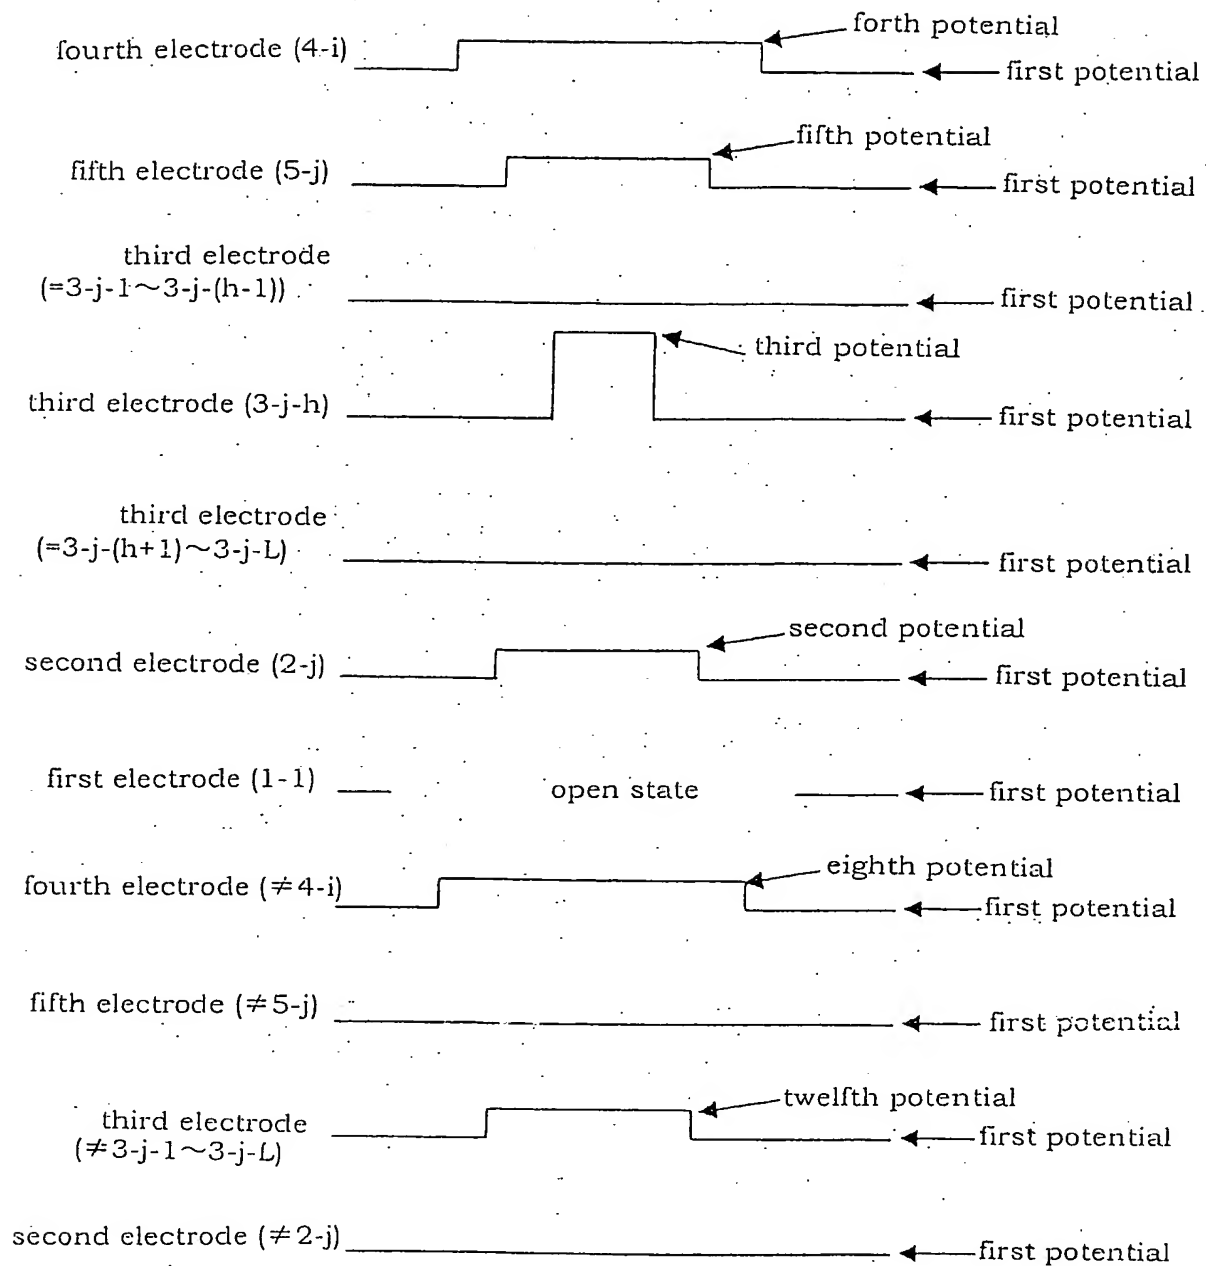 fourth electrode (4-i)
forth potential
first potential
fifth electrode (5-j)
fifth potential
first potential
third electrode
(=3-j-1~3-j-(h-1))
first potential
third electrode (3-j-h)
third potential
first potential
third electrode
(=3-j-(h+1)~3-j-L)
first potential
second electrode (2-j)
second potential
first potential
first electrode (1-1)
open state
first potential
fourth electrode (≠4-i)
eighth potential
first potential
fifth electrode (≠5-j)
first potential
third electrode
(≠3-j-1~3-j-L)
twelfth potential
first potential
second electrode (≠2-j)
first potential